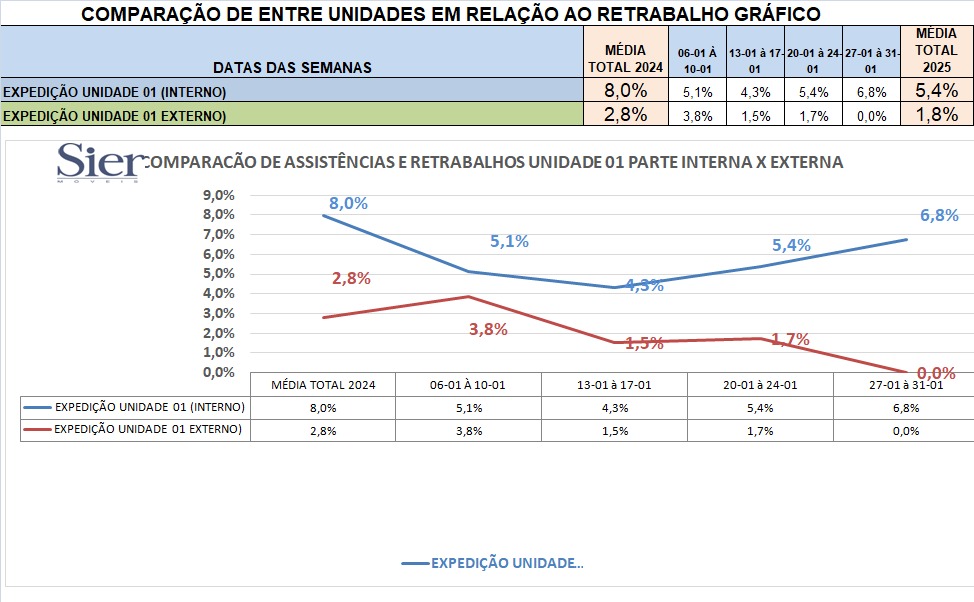 COMPARAÇÃO DE ENTRE UNIDADES EM RELAÇÃO AO RETRABALHO GRÁFICO
DATAS DAS SEMANAS MÉDIA TOTAL 2024 06-01 À 10-01 13-01 à 17-01 20-01 à 24-01 27-01 à 31-01 MÉDIA TOTAL 2025
EXPEDIÇÃO UNIDADE 01 (INTERNO) 8,0% 5,1% 4,3% 5,4% 6,8% 5,4%
EXPEDIÇÃO UNIDADE 01 EXTERNO) 2,8% 3,8% 1,5% 1,7% 0,0% 1,8%
Sier
MÓVEIS
COMPARACÃO DE ASSISTÊNCIAS E RETRABALHOS UNIDADE 01 PARTE INTERNA X EXTERNA
9,0%
8,0%
7,0%
6,0%
5,0%
4,0%
3,0%
2,0%
1,0%
0,0%
8,0%
5,1%
4,3%
5,4%
6,8%
2,8%
3,8%
1,5%
1,7%
0,0%
MÉDIA TOTAL 2024 06-01 À 10-01 13-01 à 17-01 20-01 à 24-01 27-01 à 31-01
EXPEDIÇÃO UNIDADE 01 (INTERNO) 8,0% 5,1% 4,3% 5,4% 6,8%
EXPEDIÇÃO UNIDADE 01 EXTERNO) 2,8% 3,8% 1,5% 1,7% 0,0%
EXPEDIÇÃO UNIDADE..